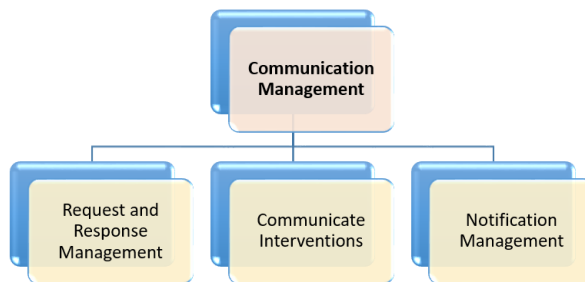 Communication
Management
Request and
Response
Management
Communicate
Interventions
Notification
Management